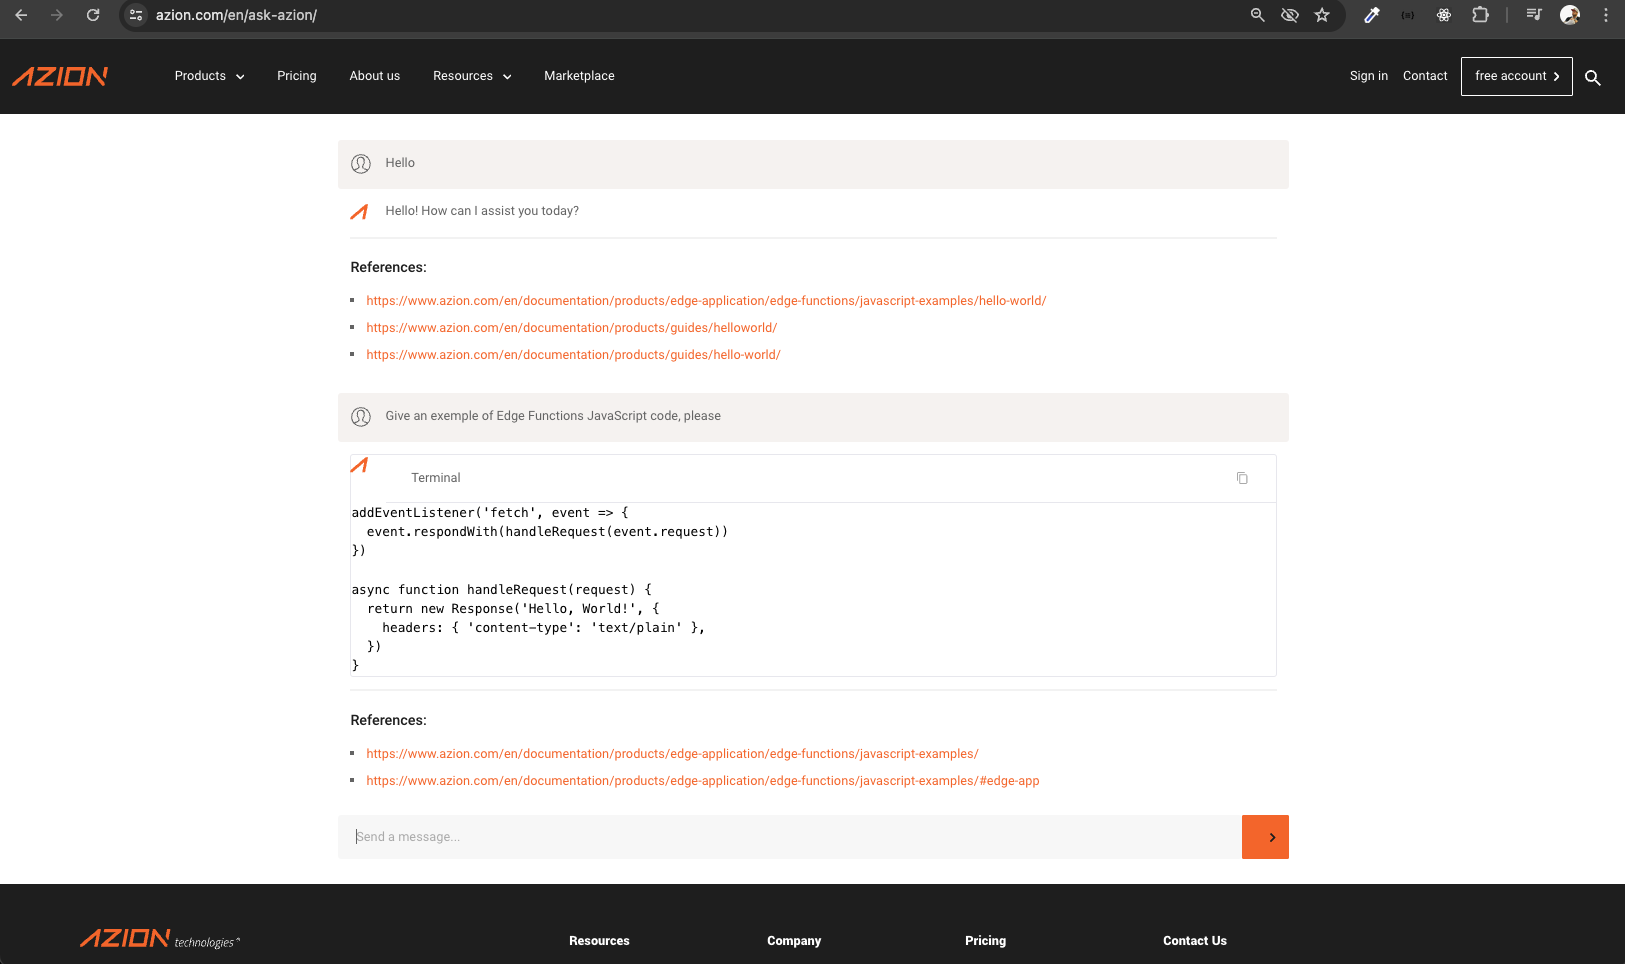 azion.com/en/ask-azion/
AZION
Products
Pricing
About us
Resources
Marketplace
Sign in
Contact
free account
Hello
Hello! How can I assist you today?
References:
https://www.azion.com/en/documentation/products/edge-application/edge-functions/javascript-examples/hello-world/
https://www.azion.com/en/documentation/products/guides/helloworld/
https://www.azion.com/en/documentation/products/guides/hello-world/
Give an exemple of Edge Functions JavaScript code, please
Terminal
addEventListener('fetch', event => {
  event.respondWith(handleRequest(event.request))
})
async function handleRequest(request) {
  return new Response('Hello, World!', {
    headers: { 'content-type': 'text/plain' },
  })
}
References:
https://www.azion.com/en/documentation/products/edge-application/edge-functions/javascript-examples/
https://www.azion.com/en/documentation/products/edge-application/edge-functions/javascript-examples/#edge-app
Send a message...
AZION technologies
Resources
Company
Pricing
Contact Us